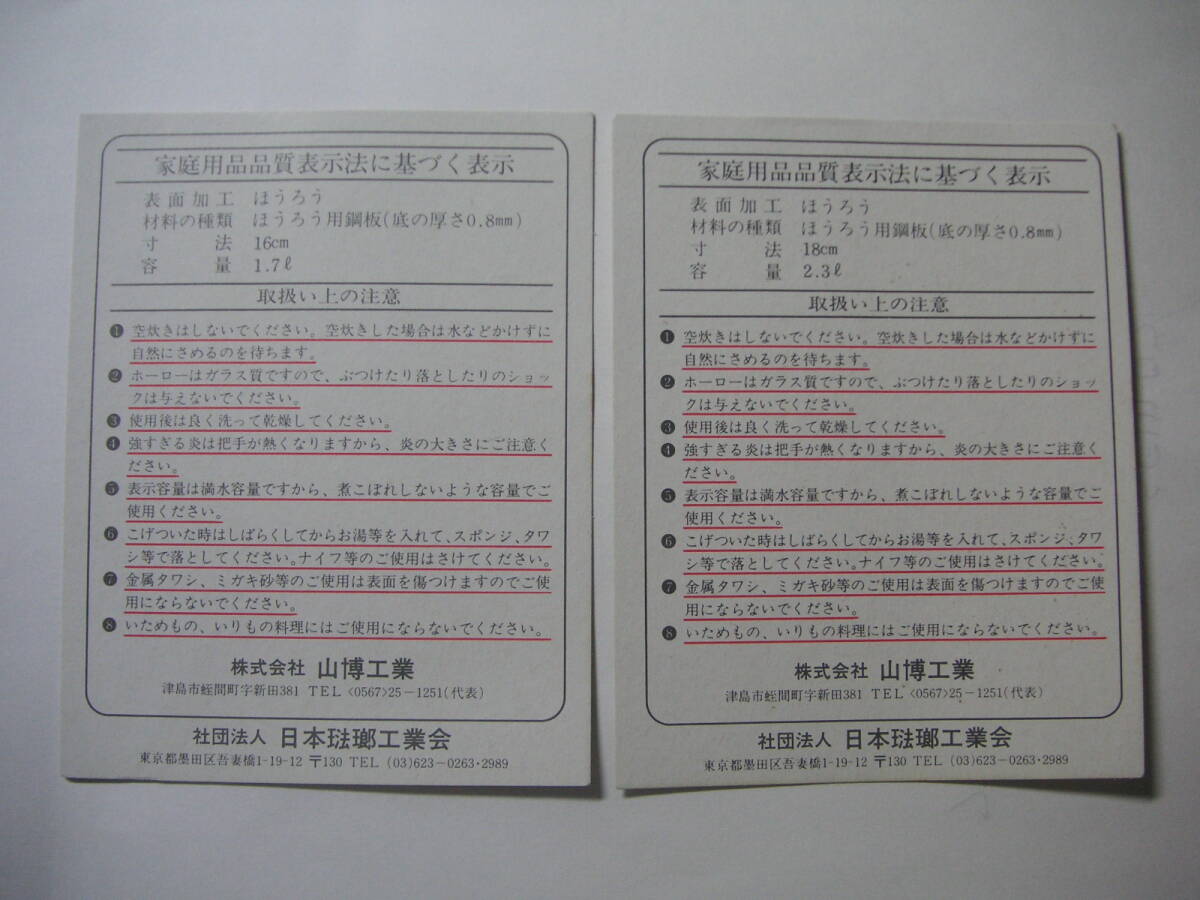 家庭用品品質表示法に基づく表示
表面加工 ほうろう
材料の種類 ほうろう用鋼板(底の厚さ0.8mm)
寸法 16cm
容量 1.7ℓ
取扱い上の注意
❶ 空炊きはしないでください。空炊きした場合は水などかけずに
自然にさめるのを待ちます。
❷ ホーローはガラス質ですので、ぶつけたり落としたりのショッ
クは与えないでください。
❸ 使用後は良く洗って乾燥してください。
❹ 強すぎる炎は把手が熱くなりますから、炎の大きさにご注意く
ださい。
❺ 表示容量は満水容量ですから、煮こぼれしないような容量でご
使用ください。
❻ こげついた時はしばらくしてからお湯等を入れて、スポンジ、タワ
シ等で落としてください。ナイフ等のご使用はさけてください。
❼ 金属タワシ、ミガキ砂等のご使用は表面を傷つけますのでご使
用にならないでください。
❽ いためもの、いりもの料理にはご使用にならないでください。
株式会社 山博工業
津島市蛭間町字新田381 TEL<0567>25-1251(代表)
社団法人 日本琺瑯工業会
東京都墨田区吾妻橋1-19-12 〒130 TEL (03)623-0263・2989
家庭用品品質表示法に基づく表示
表面加工 ほうろう
材料の種類 ほうろう用鋼板(底の厚さ0.8mm)
寸法 18cm
容量 2.3ℓ
取扱い上の注意
❶ 空炊きはしないでください。空炊きした場合は水などかけずに
自然にさめるのを待ちます。
❷ ホーローはガラス質ですので、ぶつけたり落としたりのショッ
クは与えないでください。
❸ 使用後は良く洗って乾燥してください。
❹ 強すぎる炎は把手が熱くなりますから、炎の大きさにご注意く
ださい。
❺ 表示容量は満水容量ですから、煮こぼれしないような容量でご
使用ください。
❻ こげついた時はしばらくしてからお湯等を入れて、スポンジ、タワ
シ等で落としてください。ナイフ等のご使用はさけてください。
❼ 金属タワシ、ミガキ砂等のご使用は表面を傷つけますのでご使
用にならないでください。
❽ いためもの、いりもの料理にはご使用にならないでください。
株式会社 山博工業
津島市蛭間町字新田381 TEL<0567>25-1251(代表)
社団法人 日本琺瑯工業会
東京都墨田区吾妻橋1-19-12 〒130 TEL (03)623-0263・2989